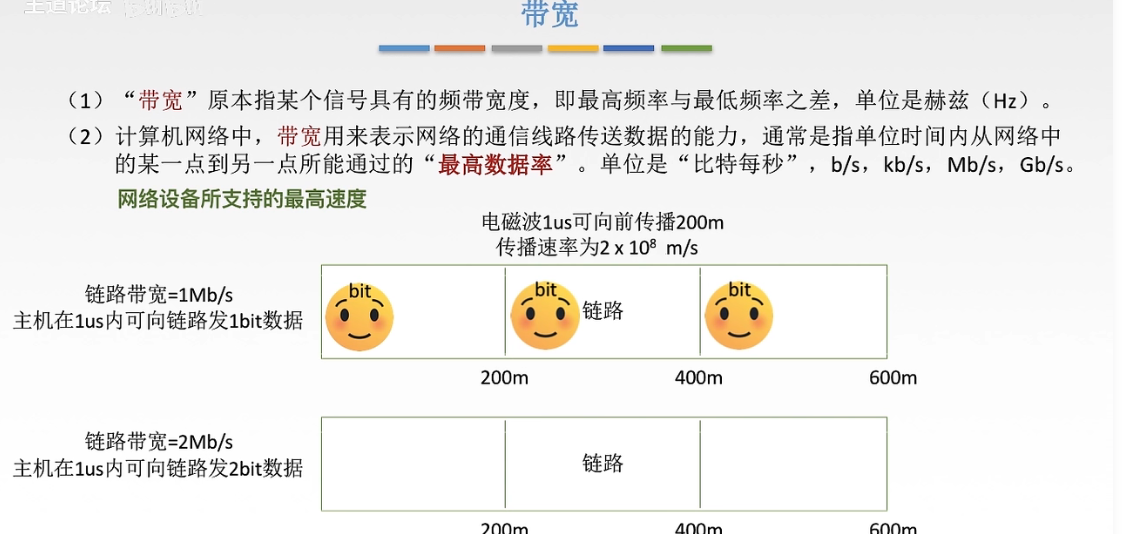 王道论坛
带宽
（1）“带宽”原本指某个信号具有的频带宽度，即最高频率与最低频率之差，单位是赫兹（Hz）。
（2）计算机网络中，带宽用来表示网络的通信线路传送数据的能力，通常是指单位时间内从网络中
的某一点到另一点所能通过的“最高数据率”。单位是“比特每秒”，b/s，kb/s，Mb/s，Gb/s。
网络设备所支持的最高速度
电磁波1us可向前传播200m
传播速率为2 x 10⁸ m/s
链路带宽=1Mb/s
主机在1us内可向链路发1bit数据
bit
bit
链路
bit
200m
400m
600m
链路带宽=2Mb/s
主机在1us内可向链路发2bit数据
链路
200m
400m
600m